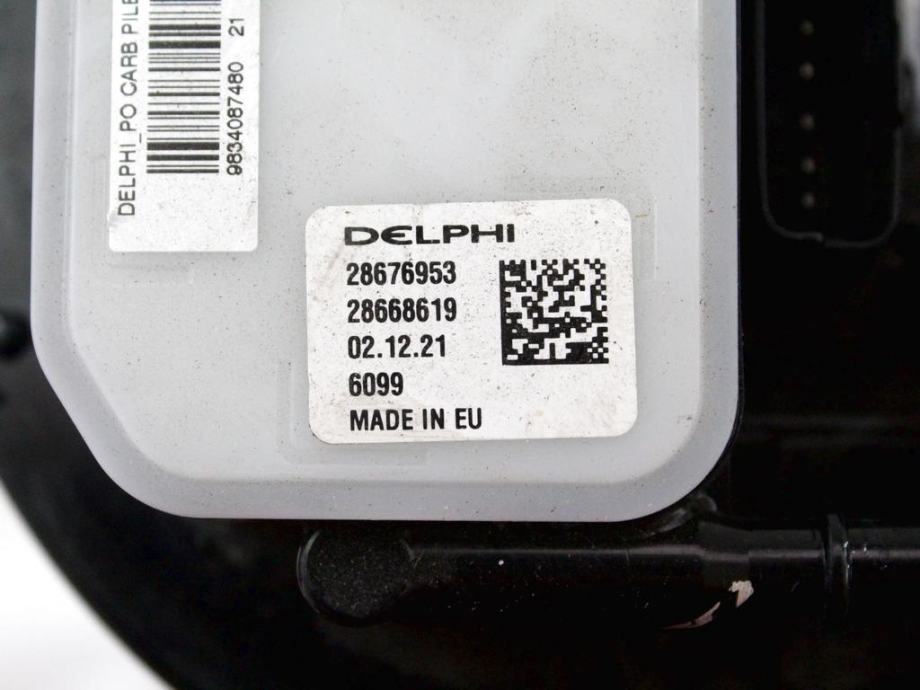 DELPHI_PO CARB PILE
9834087480 21
DELPHI
28676953
28668619
02.12.21
6099
MADE IN EU